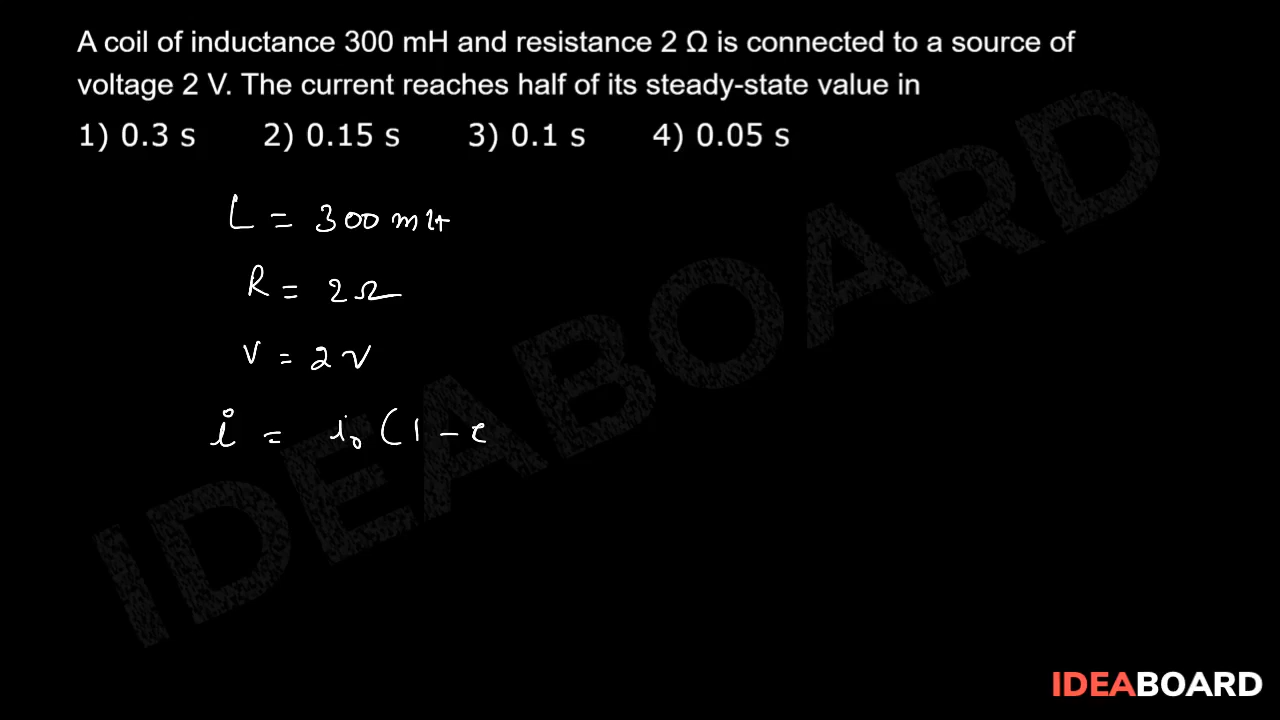 A coil of inductance 300 mH and resistance 2 Ω is connected to a source of
voltage 2 V. The current reaches half of its steady-state value in
1) 0.3 s 2) 0.15 s 3) 0.1 s 4) 0.05 s
L = 300 mH
R = 2Ω
V = 2 V
i = i₀ (1 - e
IDEABOARD
IDEABOARD